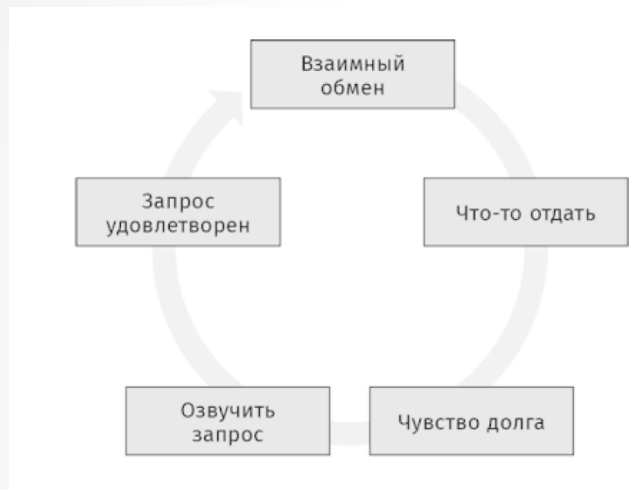 Взаимный
обмен
Что-то отдать
Чувство долга
Озвучить
запрос
Запрос
удовлетворен